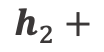 h₂ +